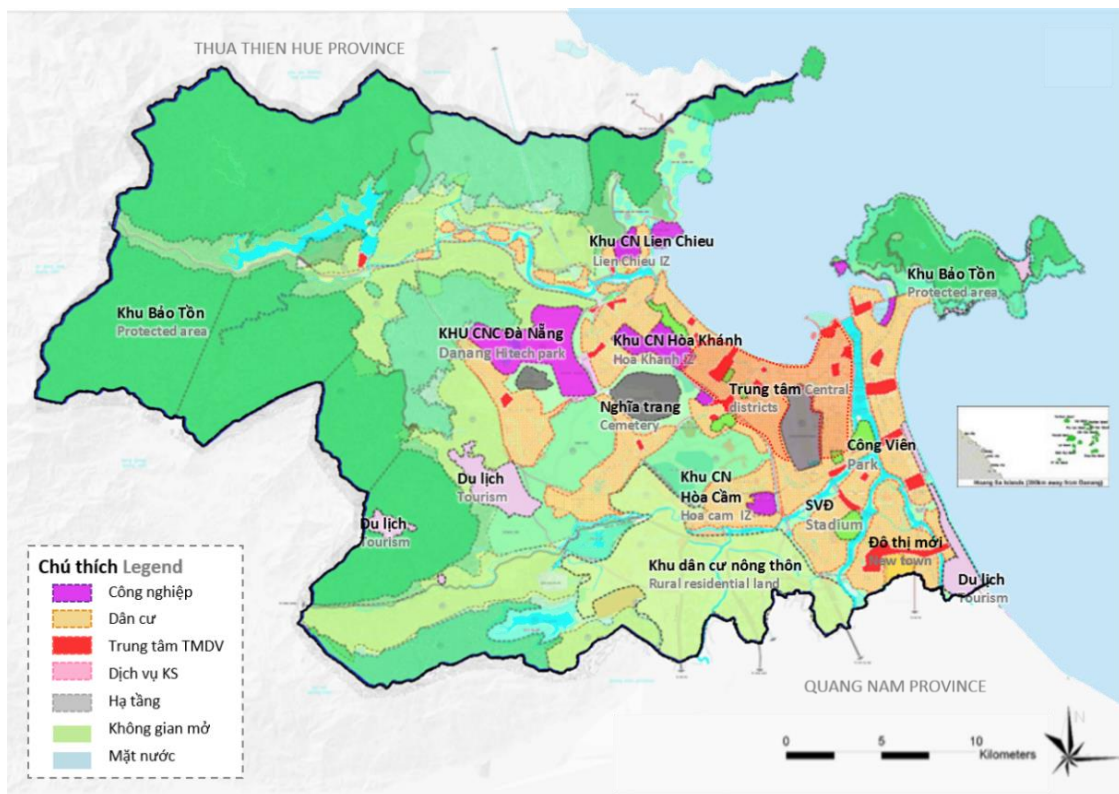 THUA THIEN HUE PROVINCE
Khu CN Lien Chieu
Lien Chieu IZ
Khu Bảo Tồn
Protected area
Khu Bảo Tồn
Protected area
KHU CNC Đà Nẵng
Danang Hitech park
Khu CN Hòa Khánh
Hoa Khanh IZ
Trung tâm Central
districts
Nghĩa trang
Cemetery
Công Viên
Park
Du lịch
Tourism
Khu CN
Hòa Cầm
Hoa cam IZ
SVĐ
Stadium
Du lịch
Tourism
Đô thị mới
New town
Khu dân cư nông thôn
Rural residential land
Du lịch
Tourism
Hoang Sa Islands
QUANG NAM PROVINCE
Chú thích Legend
Công nghiệp
Dân cư
Trung tâm TMDV
Dịch vụ KS
Hạ tầng
Không gian mở
Mặt nước
N
0 5 10
Kilometers